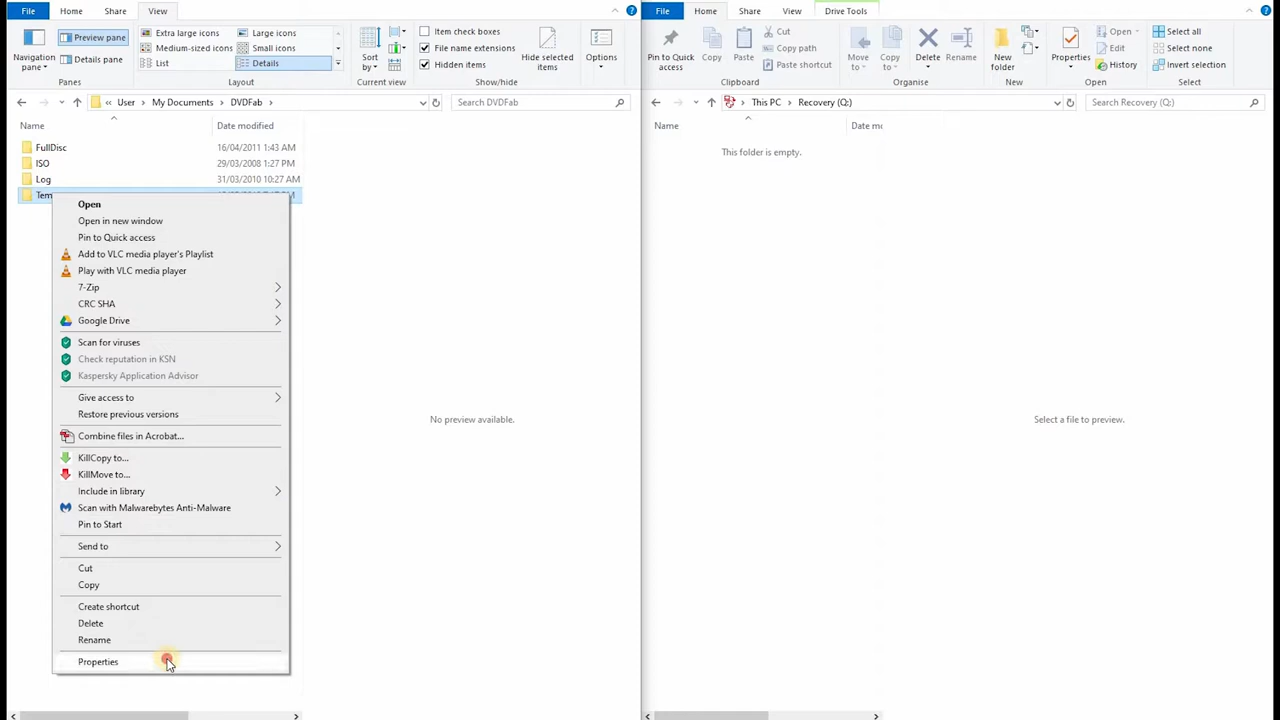 File Home Share View
Navigation pane
Preview pane
Details pane
Panes
Extra large icons
Large icons
Medium-sized icons
Small icons
List
Details
Layout
Sort by
Current view
Item check boxes
File name extensions
Hidden items
Hide selected items
Show/hide
Options
« User > My Documents > DVDFab >
Search DVDFab
Name Date modified
FullDisc 16/04/2011 1:43 AM
ISO 29/03/2008 1:27 PM
Log 31/03/2010 10:27 AM
Tem
Open
Open in new window
Pin to Quick access
Add to VLC media player's Playlist
Play with VLC media player
7-Zip
CRC SHA
Google Drive
Scan for viruses
Check reputation in KSN
Kaspersky Application Advisor
Give access to
Restore previous versions
Combine files in Acrobat...
KillCopy to...
KillMove to...
Include in library
Scan with Malwarebytes Anti-Malware
Pin to Start
Send to
Cut
Copy
Create shortcut
Delete
Rename
Properties
No preview available.
File Home Share View Drive Tools
Pin to Quick access
Copy
Paste
Cut
Copy path
Paste shortcut
Clipboard
Move to
Copy to
Delete
Rename
Organise
New folder
New
Properties
Open
Edit
History
Open
Select all
Select none
Invert selection
Select
> This PC > Recovery (Q:)
Search Recovery (Q:)
Name Date mo
This folder is empty.
Select a file to preview.